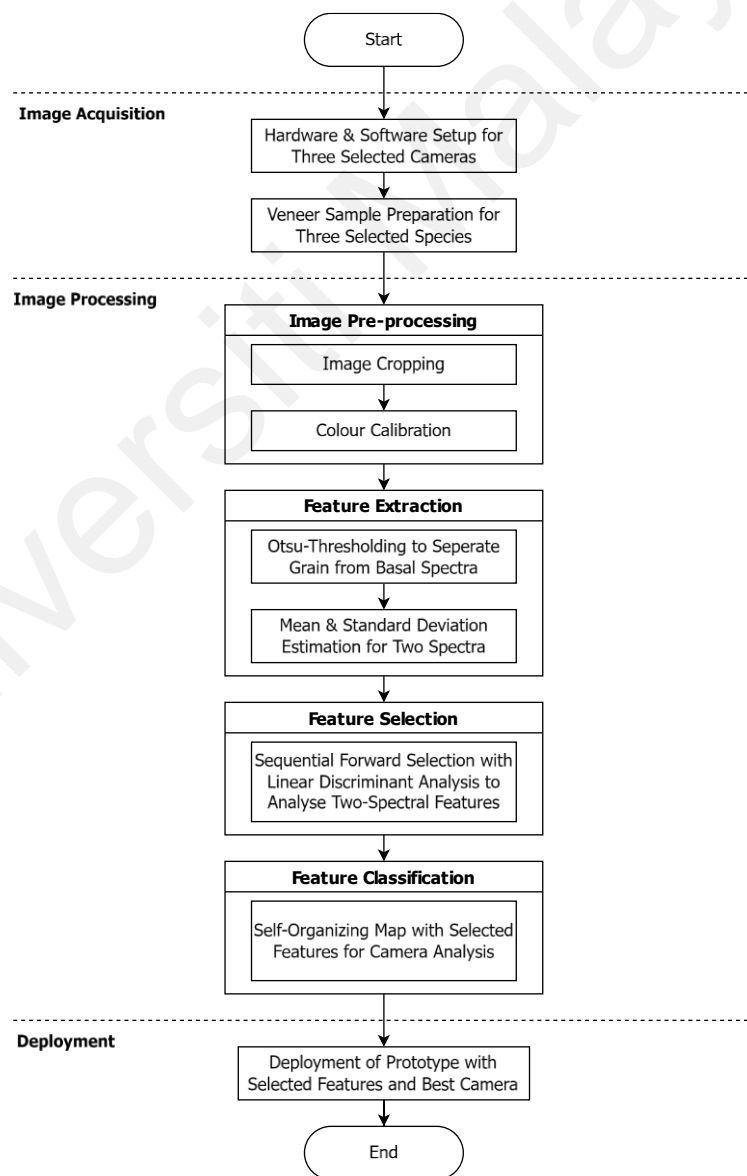 Start
Image Acquisition
Hardware & Software Setup for
Three Selected Cameras
Veneer Sample Preparation for
Three Selected Species
Image Processing
Image Pre-processing
Image Cropping
Colour Calibration
Feature Extraction
Otsu-Thresholding to Seperate
Grain from Basal Spectra
Mean & Standard Deviation
Estimation for Two Spectra
Feature Selection
Sequential Forward Selection with
Linear Discriminant Analysis to
Analyse Two-Spectral Features
Feature Classification
Self-Organizing Map with Selected
Features for Camera Analysis
Deployment
Deployment of Prototype with
Selected Features and Best Camera
End
versiti Malay